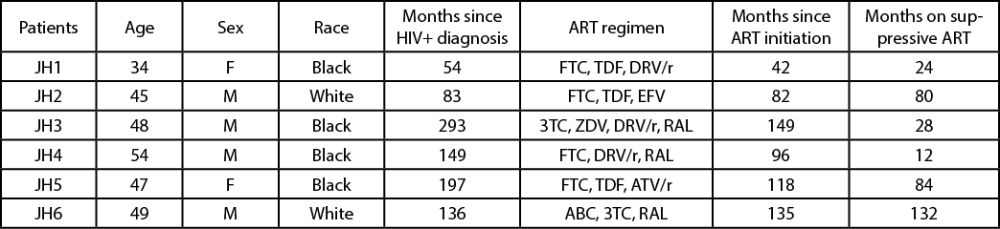 Patients Age Sex Race Months since HIV+ diagnosis ART regimen Months since ART initiation Months on sup-pressive ART
JH1 34 F Black 54 FTC, TDF, DRV/r 42 24
JH2 45 M White 83 FTC, TDF, EFV 82 80
JH3 48 M Black 293 3TC, ZDV, DRV/r, RAL 149 28
JH4 54 M Black 149 FTC, DRV/r, RAL 96 12
JH5 47 F Black 197 FTC, TDF, ATV/r 118 84
JH6 49 M White 136 ABC, 3TC, RAL 135 132